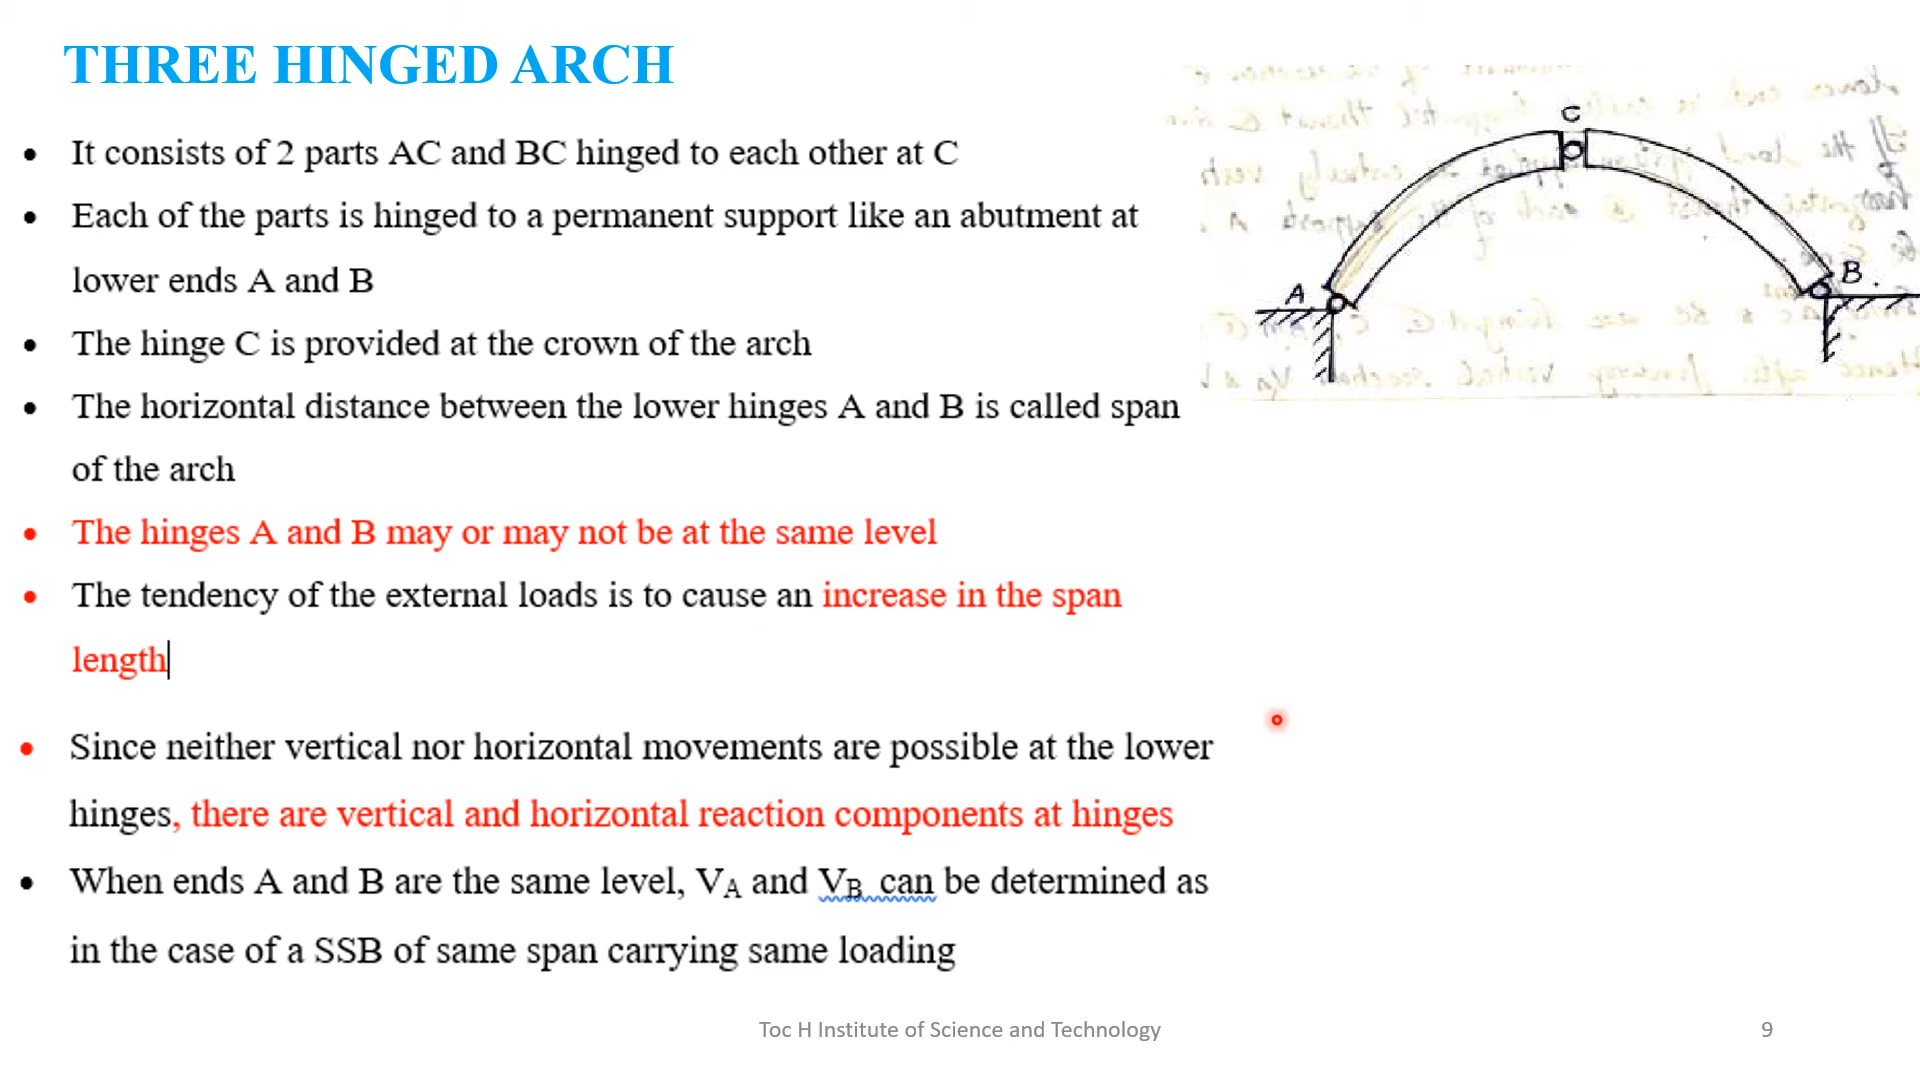 THREE HINGED ARCH
• It consists of 2 parts AC and BC hinged to each other at C
• Each of the parts is hinged to a permanent support like an abutment at
lower ends A and B
• The hinge C is provided at the crown of the arch
• The horizontal distance between the lower hinges A and B is called span
of the arch
• The hinges A and B may or may not be at the same level
• The tendency of the external loads is to cause an increase in the span
length
• Since neither vertical nor horizontal movements are possible at the lower
hinges, there are vertical and horizontal reaction components at hinges
• When ends A and B are the same level, VA and VB can be determined as
in the case of a SSB of same span carrying same loading
C
A
B
Toc H Institute of Science and Technology
9